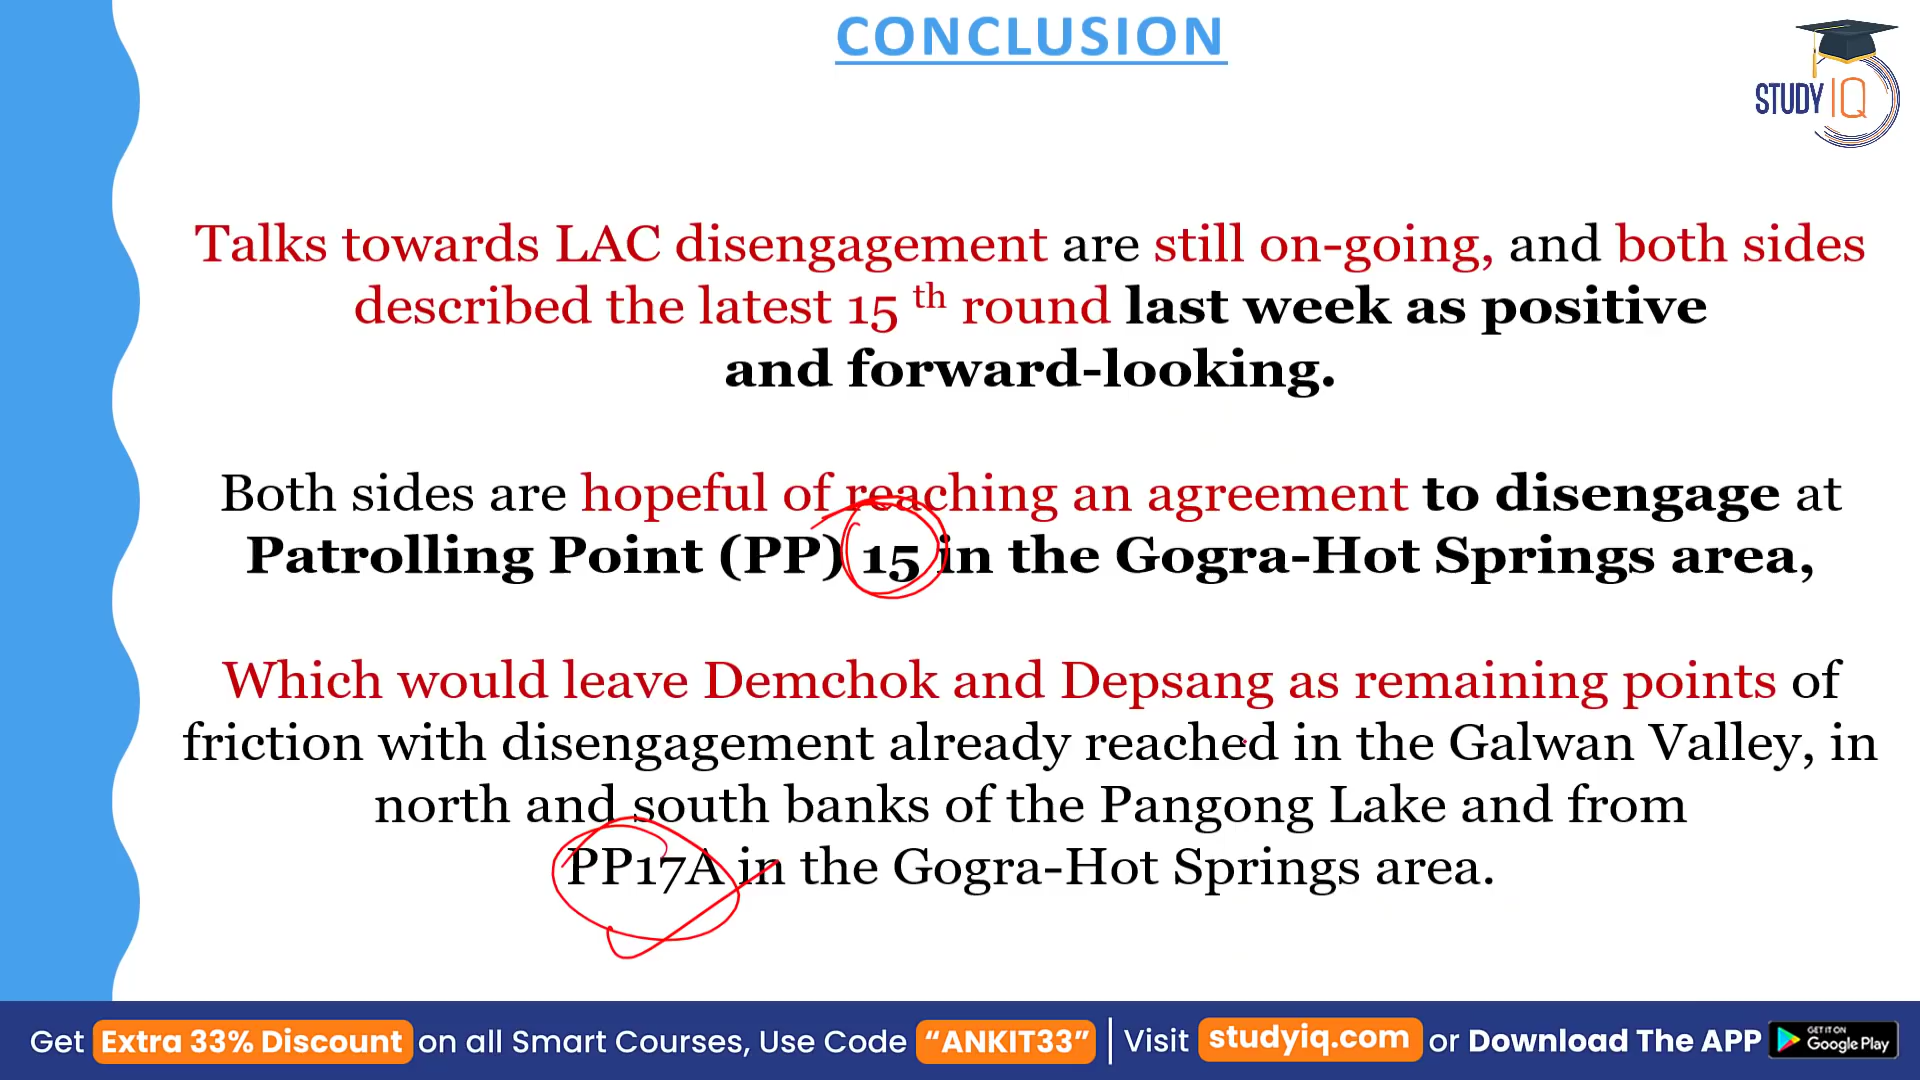 CONCLUSION
STUDY IQ
Talks towards LAC disengagement are still on-going, and both sides
described the latest 15 th round last week as positive
and forward-looking.
Both sides are hopeful of reaching an agreement to disengage at
Patrolling Point (PP) 15 in the Gogra-Hot Springs area,
Which would leave Demchok and Depsang as remaining points of
friction with disengagement already reached in the Galwan Valley, in
north and south banks of the Pangong Lake and from
PP17A in the Gogra-Hot Springs area.
Get Extra 33% Discount on all Smart Courses, Use Code “ANKIT33” | Visit studyiq.com or Download The APP GET IT ON Google Play